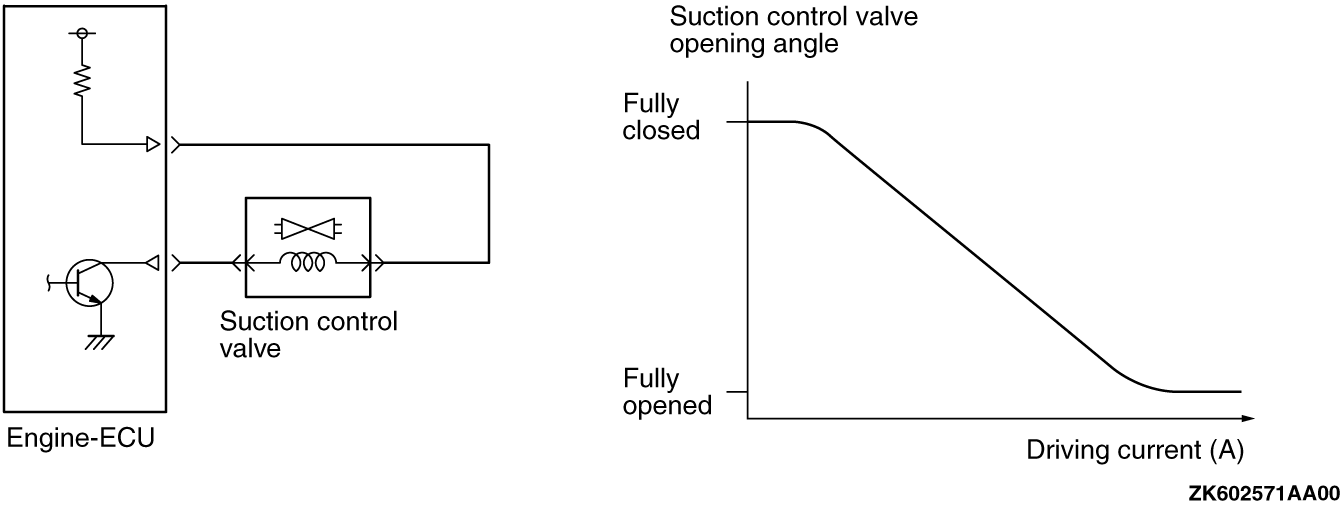 Suction control valve
opening angle
Fully
closed
Suction control
valve
Fully
opened
Engine-ECU
Driving current (A)
ZK602571AA00